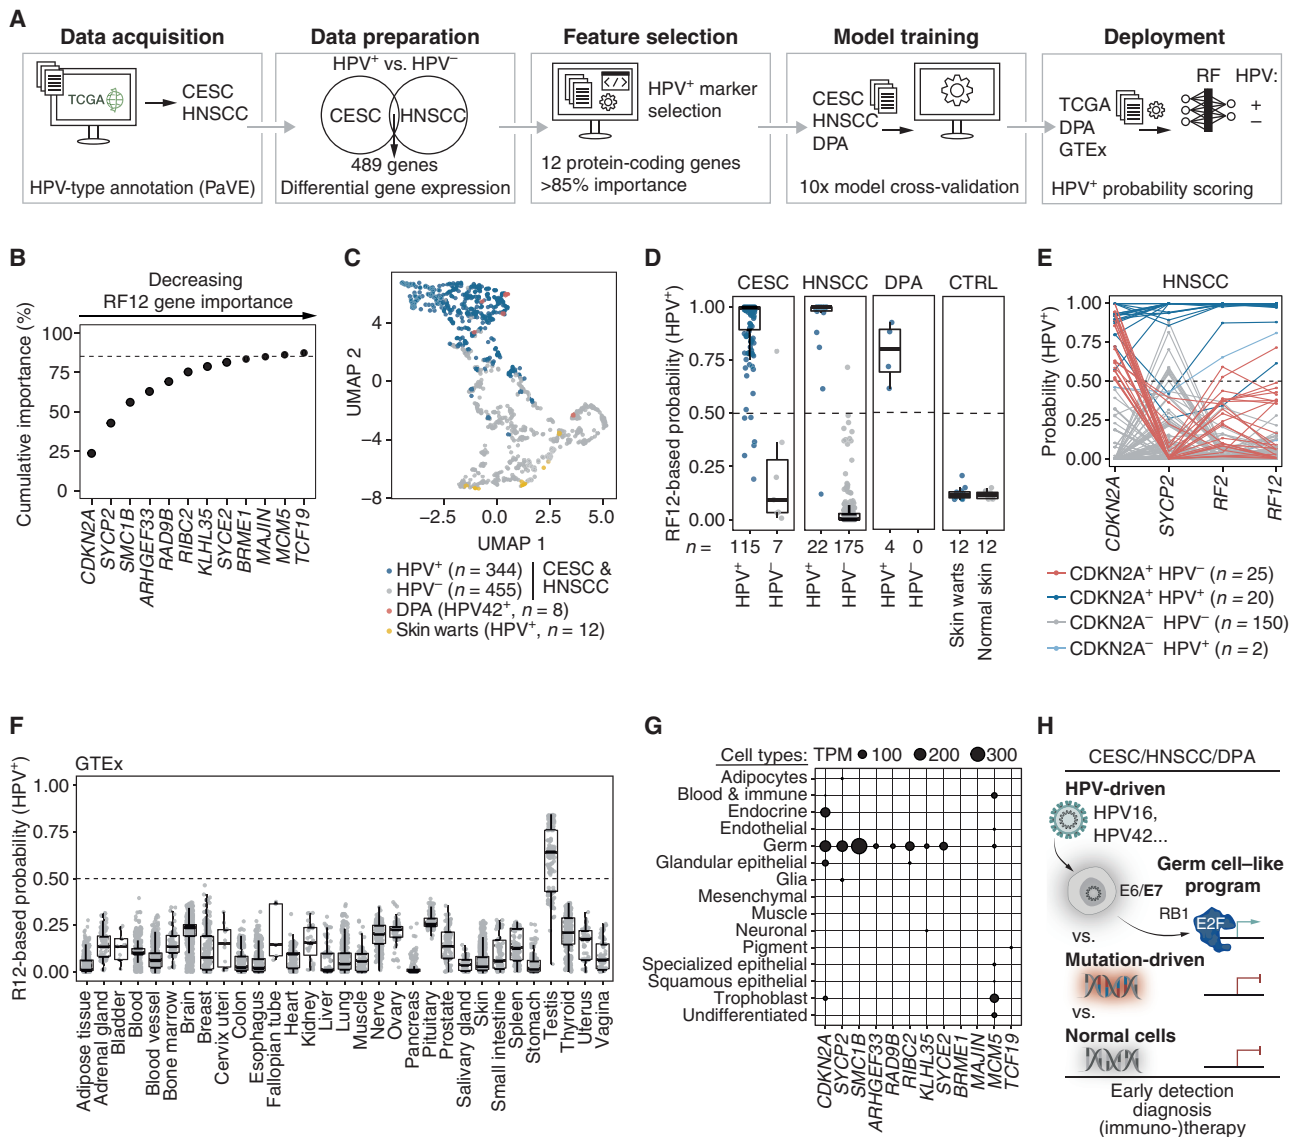 A
Data acquisition
TCGA
CESC
HNSCC
HPV-type annotation (PaVE)
Data preparation
HPV+ vs. HPV−
CESC
HNSCC
489 genes
Differential gene expression
Feature selection
HPV+ marker
selection
12 protein-coding genes
>85% importance
Model training
CESC
HNSCC
DPA
10x model cross-validation
Deployment
RF
HPV:
TCGA
DPA
GTEx
+
−
HPV+ probability scoring
B
Decreasing
RF12 gene importance
Cumulative importance (%)
100
75
50
25
0
CDKN2A
SYCP2
SMC1B
ARHGEF33
RAD9B
RIBC2
KLHL35
SYCE2
BRME1
MAJIN
MCM5
TCF19
C
UMAP 2
4
0
−4
−8
−2.5
0.0
2.5
5.0
UMAP 1
HPV+ (n = 344)
HPV− (n = 455)
CESC &
HNSCC
DPA (HPV42+, n = 8)
Skin warts (HPV+, n = 12)
D
CESC
HNSCC
DPA
CTRL
RF12-based probability (HPV+)
1.00
0.75
0.50
0.25
0.00
n =
115
7
22
175
4
0
12
12
HPV+
HPV−
HPV+
HPV−
HPV+
HPV−
Skin warts
Normal skin
E
HNSCC
Probability (HPV+)
1.00
0.75
0.50
0.25
0.00
CDKN2A
SYCP2
RF2
RF12
CDKN2A+ HPV− (n = 25)
CDKN2A+ HPV+ (n = 20)
CDKN2A− HPV− (n = 150)
CDKN2A− HPV+ (n = 2)
F
GTEx
R12-based probability (HPV+)
1.00
0.75
0.50
0.25
0.00
Adipose tissue
Adrenal gland
Bladder
Blood
Blood vessel
Bone marrow
Brain
Breast
Cervix uteri
Colon
Esophagus
Fallopian tube
Heart
Kidney
Liver
Lung
Muscle
Nerve
Ovary
Pancreas
Pituitary
Prostate
Salivary gland
Skin
Small intestine
Spleen
Stomach
Testis
Thyroid
Uterus
Vagina
G
Cell types:
TPM
100
200
300
Adipocytes
Blood & immune
Endocrine
Endothelial
Germ
Glandular epithelial
Glia
Mesenchymal
Muscle
Neuronal
Pigment
Specialized epithelial
Squamous epithelial
Trophoblast
Undifferentiated
CDKN2A
SYCP2
SMC1B
ARHGEF33
RAD9B
RIBC2
KLHL35
SYCE2
BRME1
MAJIN
MCM5
TCF19
H
CESC/HNSCC/DPA
HPV-driven
HPV16,
HPV42...
Germ cell–like
program
E6/E7
RB1
E2F
vs.
Mutation-driven
vs.
Normal cells
Early detection
diagnosis
(immuno-)therapy